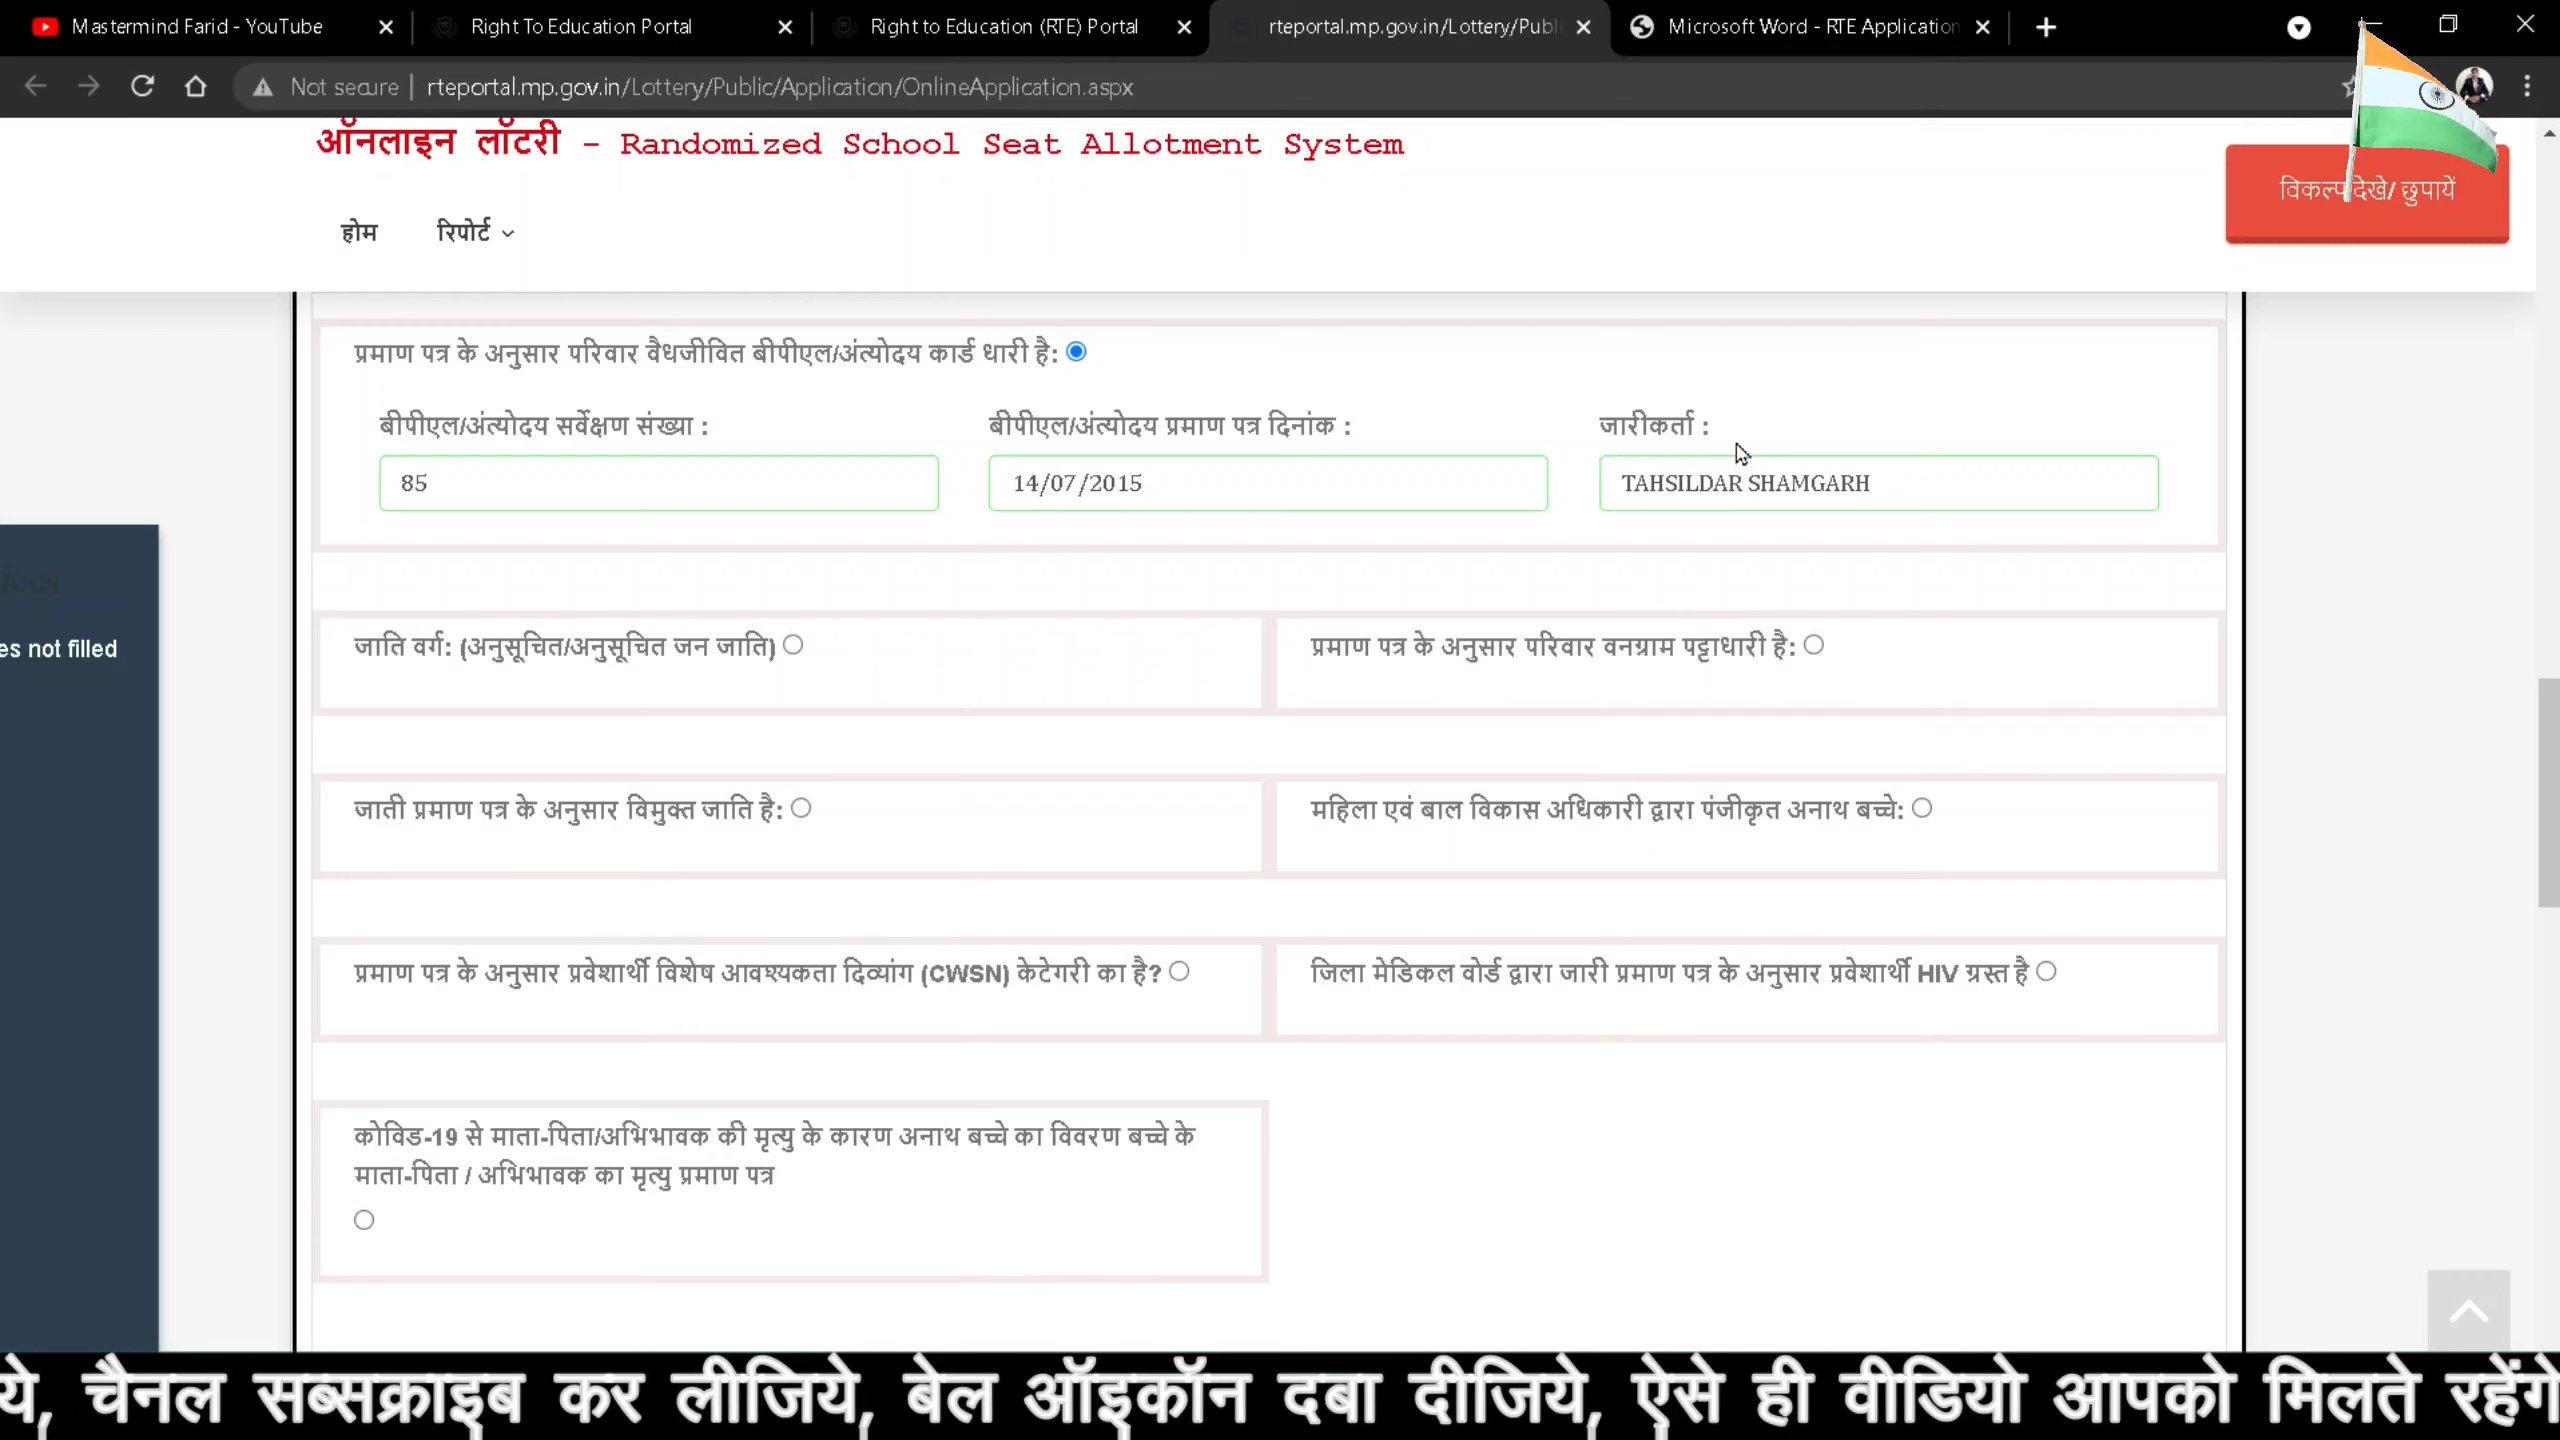 Mastermind Farid - YouTube
Right To Education Portal
Right to Education (RTE) Portal
rteportal.mp.gov.in/Lottery/Publ
Microsoft Word - RTE Application
Not secure
rteportal.mp.gov.in/Lottery/Public/Application/OnlineApplication.aspx
ऑनलाइन लॉटरी - Randomized School Seat Allotment System
विकल्प देखे/ छुपायें
होम
रिपोर्ट
प्रमाण पत्र के अनुसार परिवार वैधजीवित बीपीएल/अंत्योदय कार्ड धारी है:
बीपीएल/अंत्योदय सर्वेक्षण संख्या :
बीपीएल/अंत्योदय प्रमाण पत्र दिनांक :
जारीकर्ता :
85
14/07/2015
TAHSILDAR SHAMGARH
es not filled
जाति वर्ग: (अनुसूचित/अनुसूचित जन जाति)
प्रमाण पत्र के अनुसार परिवार वनग्राम पट्टाधारी है:
जाती प्रमाण पत्र के अनुसार विमुक्त जाति है:
महिला एवं बाल विकास अधिकारी द्वारा पंजीकृत अनाथ बच्चे:
प्रमाण पत्र के अनुसार प्रवेशार्थी विशेष आवश्यकता दिव्यांग (CWSN) केटेगरी का है?
जिला मेडिकल वोर्ड द्वारा जारी प्रमाण पत्र के अनुसार प्रवेशार्थी HIV ग्रस्त है
कोविड-19 से माता-पिता/अभिभावक की मृत्यु के कारण अनाथ बच्चे का विवरण बच्चे के
माता-पिता / अभिभावक का मृत्यु प्रमाण पत्र
ये, चैनल सब्सक्राइब कर लीजिये, बेल ऑइकॉन दबा दीजिये, ऐसे ही वीडियो आपको मिलते रहेंगे